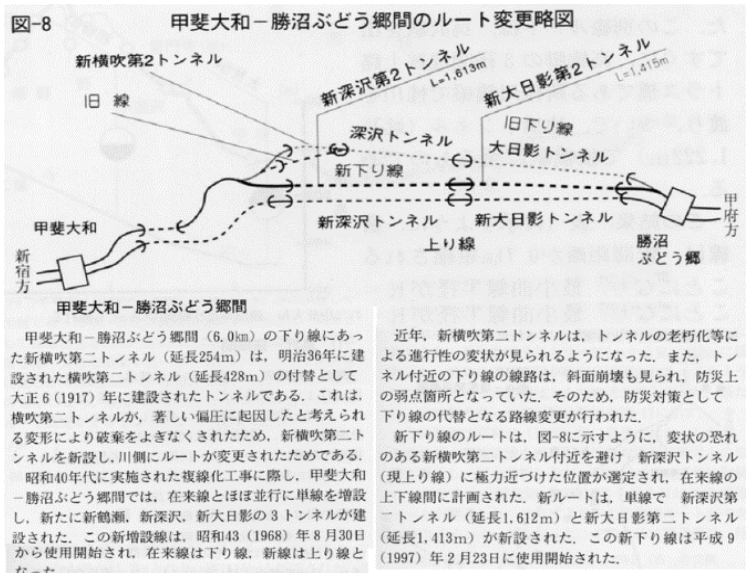 図−8
甲斐大和−勝沼ぶどう郷間のルート変更略図
新横吹第2トンネル
旧 線
新深沢第2トンネル
L=1,613m
新大日影第2トンネル
L=1,415m
深沢トンネル
旧下り線
大日影トンネル
新下り線
甲斐大和
新深沢トンネル
新大日影トンネル
上り線
勝沼
ぶどう郷
甲府方
新宿方
甲斐大和−勝沼ぶどう郷間
甲斐大和−勝沼ぶどう郷間(6.0km)の下り線にあっ
た新横吹第二トンネル(延長254m)は,明治36年に建
設された横吹第二トンネル(延長428m)の付替として
大正6(1917)年に建設されたトンネルである.これは,
横吹第二トンネルが,著しい偏圧に起因したと考えられ
る変形により破棄をよぎなくされたため,新横吹第二ト
ンネルを新設し川側にルートが変更されたためである.
昭和40年代に実施された複線化工事に際し,甲斐大和
−勝沼ぶどう郷間では,在来線とほぼ並行に単線を増設
し,新たに新鶴瀬,新深沢,新大日影の3トンネルが建
設された.この新増設線は,昭和43(1968)年8月30日
から使用開始され,在来線は下り線,新線は上り線と
なった
近年,新横吹第二トンネルは,トンネルの老朽化等に
よる進行性の変状が見られるようになった.また,トン
ネル付近の下り線の線路は,斜面崩壊も見られ,防災上
の弱点箇所となっていた.そのため,防災対策として
下り線の代替となる路線変更が行われた.
新下り線のルートは,図-8に示すように,変状の恐れ
のある新横吹第二トンネル付近を避け 新深沢トンネル
(現上り線)に極力近づけた位置が選定され,在来線の
上下線間に計画された.新ルートは,単線で 新深沢第
二トンネル(延長1.612m)と新大日影第二トンネル
(延長1.413m)が新設された.この新下り線は平成9
(1997)年2月23日に使用開始された.